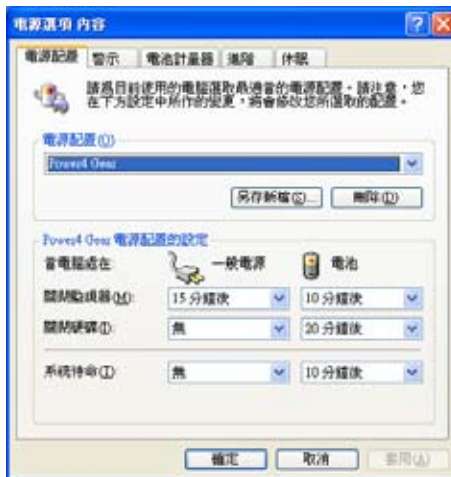 電源選項 內容
電源配置 警示 電池計量器 進階 休眠
請為目前使用的電腦選取最適當的電源配置。請注意，您
在下方設定中所作的變更，將會修改您所選取的配置。
電源配置(O)
Power4 Gear
另存新檔(S)... 刪除(D)
Power4 Gear 電源配置的設定
當電腦處在: 一般電源 電池
關閉監視器(M): 15 分鐘後 10 分鐘後
關閉硬碟(I): 無 20 分鐘後
系統待命(T): 無 10 分鐘後
確定 取消 套用(A)